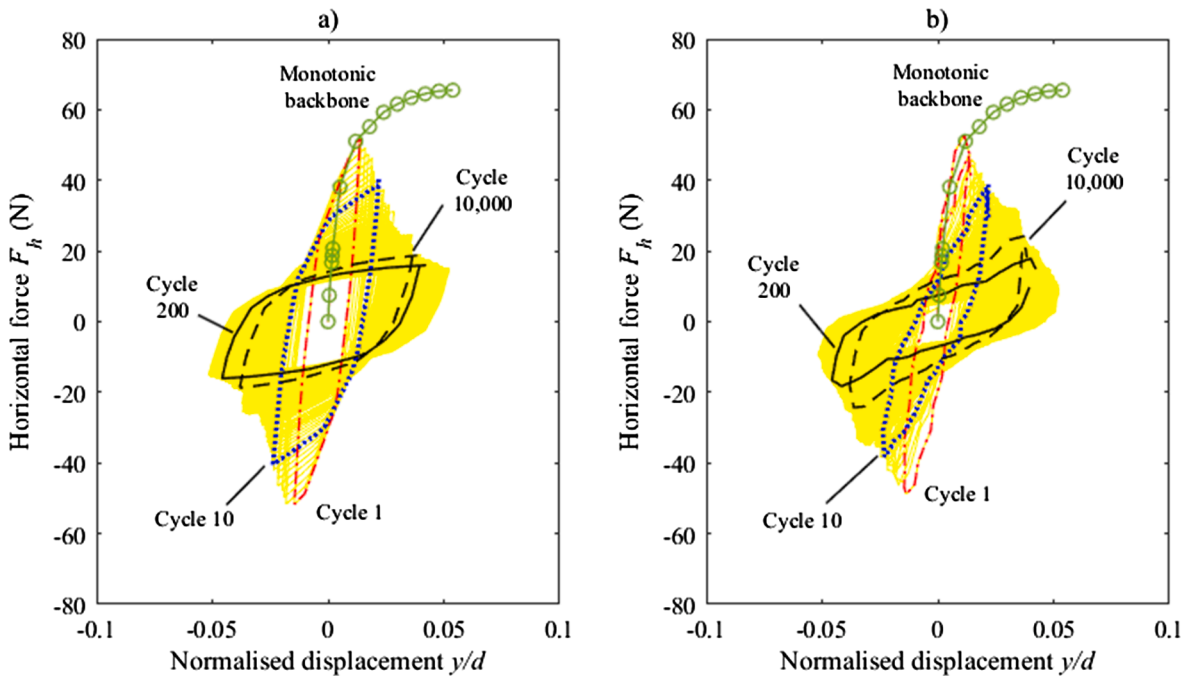 a)
80
60
40
20
0
-20
-40
-60
-80
-0.1
-0.05
0
0.05
0.1
Horizontal force F_h (N)
Normalised displacement y/d
Monotonic
backbone
Cycle
10,000
Cycle
200
Cycle 10
Cycle 1
b)
80
60
40
20
0
-20
-40
-60
-80
-0.1
-0.05
0
0.05
0.1
Horizontal force F_h (N)
Normalised displacement y/d
Monotonic
backbone
Cycle
10,000
Cycle
200
Cycle 10
Cycle 1